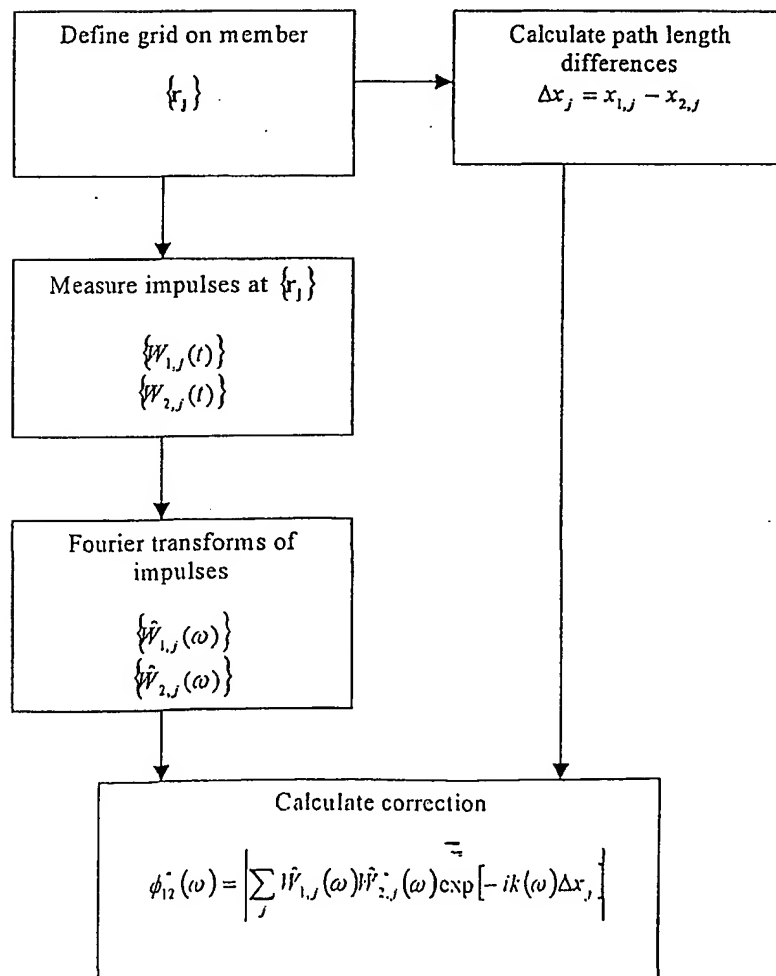 Define grid on member
{r_j}
Calculate path length
differences
Δx_j = x_{1,j} − x_{2,j}
Measure impulses at {r_j}
{W_{1,j}(t)}
{W_{2,j}(t)}
Fourier transforms of
impulses
{Ŵ_{1,j}(ω)}
{Ŵ_{2,j}(ω)}
Calculate correction
ϕ*_{12}(ω) = |∑_j Ŵ_{1,j}(ω)Ŵ*_{2,j}(ω)exp[−ik(ω)Δx_j]